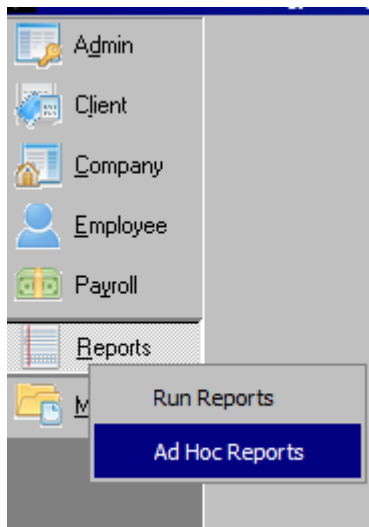 Admin
Client
Company
Employee
Payroll
Reports
M
Run Reports
Ad Hoc Reports